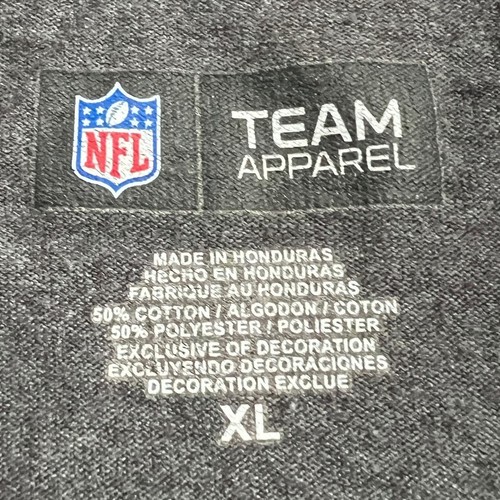 NFL
TEAM
APPAREL
MADE IN HONDURAS
HECHO EN HONDURAS
FABRIQUE AU HONDURAS
50% COTTON / ALGODON / COTON
50% POLYESTER / POLIESTER
EXCLUSIVE OF DECORATION
EXCLUYENDO DECORACIONES
DECORATION EXCLUE
XL